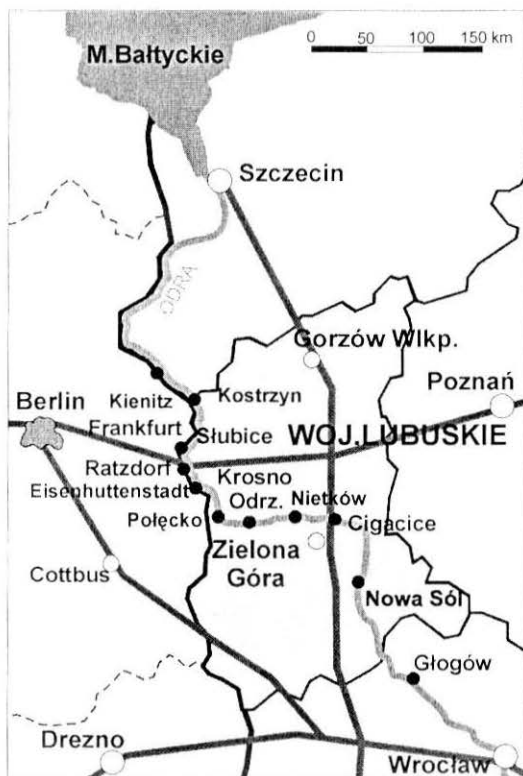 M.Bałtyckie
0 50 100 150 km
Szczecin
ODRA
Gorzów Wlkp.
Kienitz
Kostrzyn
Poznań
Berlin
Frankfurt
Słubice
WOJ.LUBUSKIE
Ratzdorf
Krosno
Odrz.
Eisenhuttenstadt
Nietków
Połęcko
Cigacice
Zielona
Góra
Cottbus
Nowa Sól
Głogów
Drezno
Wrocław